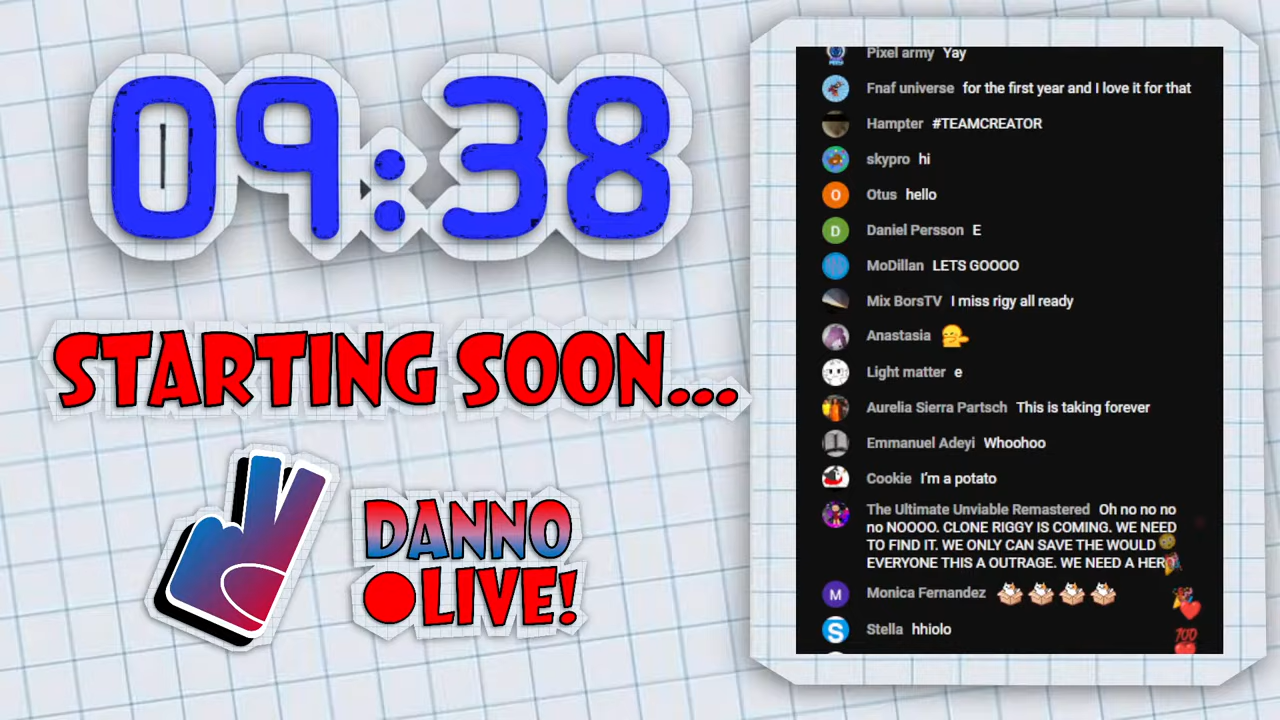 09:38
STARTING SOON...
DANNO
LIVE!
Pixel army Yay
Fnaf universe for the first year and I love it for that
Hampter #TEAMCREATOR
skypro hi
O
Otus hello
D
Daniel Persson E
MoDillan LETS GOOOO
Mix BorsTV I miss rigy all ready
Anastasia
Light matter e
Aurelia Sierra Partsch This is taking forever
Emmanuel Adeyi Whoohoo
Cookie I'm a potato
The Ultimate Unviable Remastered Oh no no no
no NOOOO. CLONE RIGGY IS COMING. WE NEED
TO FIND IT. WE ONLY CAN SAVE THE WOULD
EVERYONE THIS A OUTRAGE. WE NEED A HERO
M
Monica Fernandez
100
S
Stella hhiolo